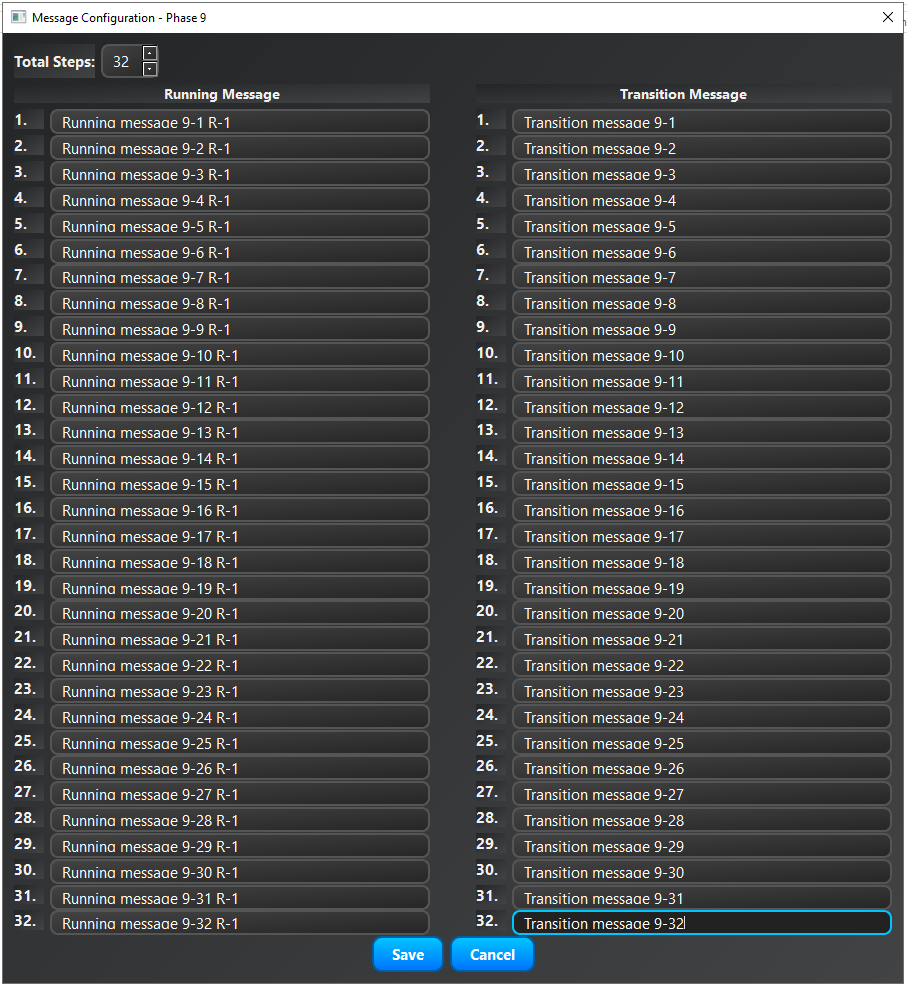 Message Configuration - Phase 9
Total Steps: 32
Running Message Transition Message
1. Running message 9-1 R-1 1. Transition message 9-1
2. Running message 9-2 R-1 2. Transition message 9-2
3. Running message 9-3 R-1 3. Transition message 9-3
4. Running message 9-4 R-1 4. Transition message 9-4
5. Running message 9-5 R-1 5. Transition message 9-5
6. Running message 9-6 R-1 6. Transition message 9-6
7. Running message 9-7 R-1 7. Transition message 9-7
8. Running message 9-8 R-1 8. Transition message 9-8
9. Running message 9-9 R-1 9. Transition message 9-9
10. Running message 9-10 R-1 10. Transition message 9-10
11. Running message 9-11 R-1 11. Transition message 9-11
12. Running message 9-12 R-1 12. Transition message 9-12
13. Running message 9-13 R-1 13. Transition message 9-13
14. Running message 9-14 R-1 14. Transition message 9-14
15. Running message 9-15 R-1 15. Transition message 9-15
16. Running message 9-16 R-1 16. Transition message 9-16
17. Running message 9-17 R-1 17. Transition message 9-17
18. Running message 9-18 R-1 18. Transition message 9-18
19. Running message 9-19 R-1 19. Transition message 9-19
20. Running message 9-20 R-1 20. Transition message 9-20
21. Running message 9-21 R-1 21. Transition message 9-21
22. Running message 9-22 R-1 22. Transition message 9-22
23. Running message 9-23 R-1 23. Transition message 9-23
24. Running message 9-24 R-1 24. Transition message 9-24
25. Running message 9-25 R-1 25. Transition message 9-25
26. Running message 9-26 R-1 26. Transition message 9-26
27. Running message 9-27 R-1 27. Transition message 9-27
28. Running message 9-28 R-1 28. Transition message 9-28
29. Running message 9-29 R-1 29. Transition message 9-29
30. Running message 9-30 R-1 30. Transition message 9-30
31. Running message 9-31 R-1 31. Transition message 9-31
32. Running message 9-32 R-1 32. Transition message 9-32
Save Cancel